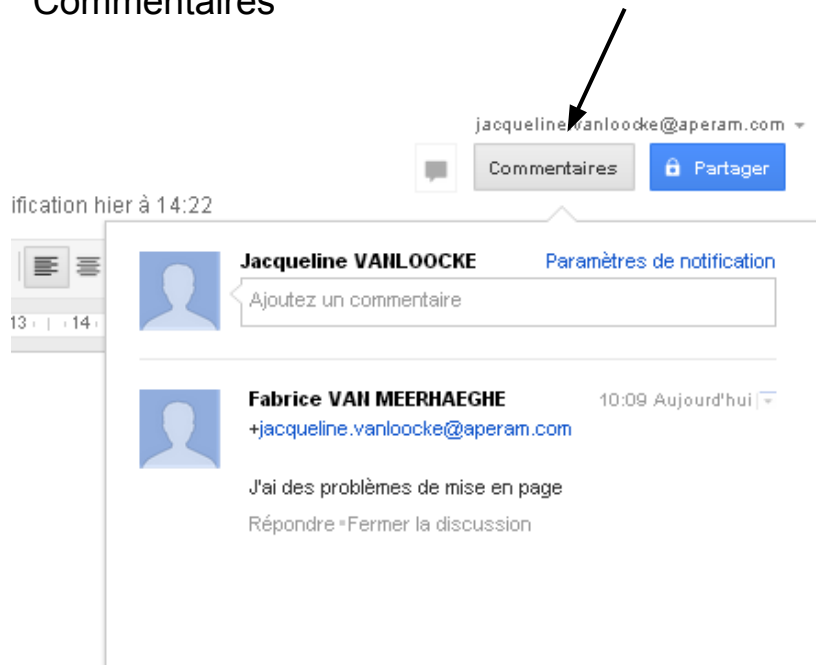 Commentaires
jacqueline.vanloocke@aperam.com
Commentaires
Partager
ification hier à 14:22
13 14
Jacqueline VANLOOCKE Paramètres de notification
Ajoutez un commentaire
Fabrice VAN MEERHAEGHE 10:09 Aujourd'hui
+jacqueline.vanloocke@aperam.com
J'ai des problèmes de mise en page
Répondre Fermer la discussion